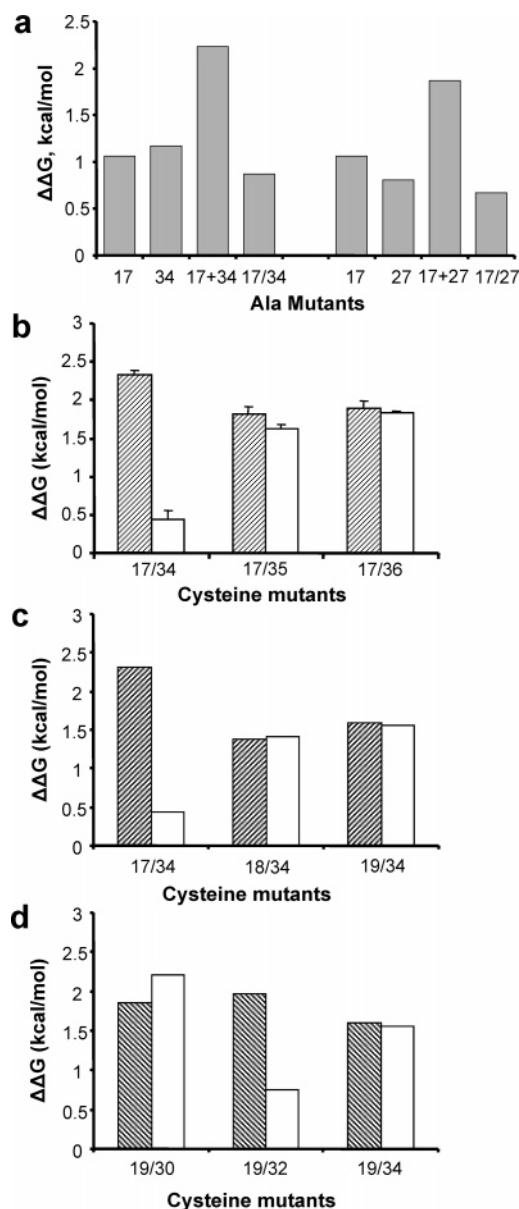 a
ΔΔG, kcal/mol
2.5
2
1.5
1
0.5
0
17 34 17+34 17/34 17 27 17+27 17/27
Ala Mutants
b
ΔΔG (kcal/mol)
3
2.5
2
1.5
1
0.5
0
17/34 17/35 17/36
Cysteine mutants
c
ΔΔG (kcal/mol)
3
2.5
2
1.5
1
0.5
0
17/34 18/34 19/34
Cysteine mutants
d
ΔΔG (kcal/mol)
3
2.5
2
1.5
1
0.5
0
19/30 19/32 19/34
Cysteine mutants